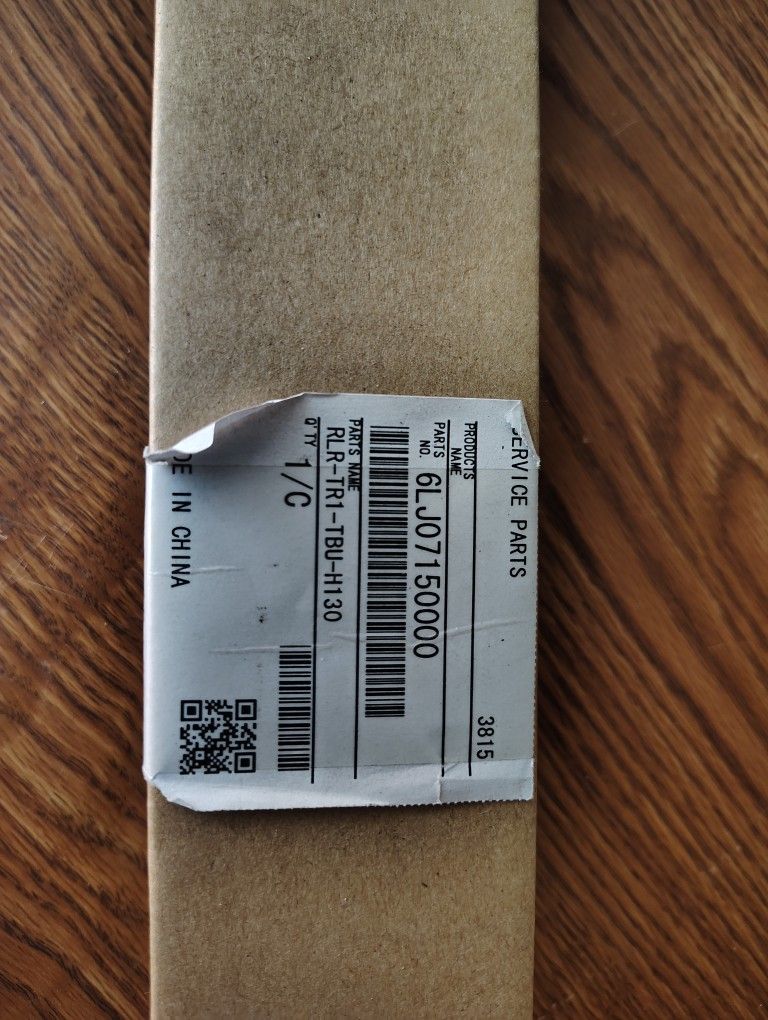 SERVICE PARTS
3815
PRODUCTS NAME
PARTS NO. 6LJ07150000
PARTS NAME
RLR-TR1-TBU-H130
Q'TY 1/C
DE IN CHINA